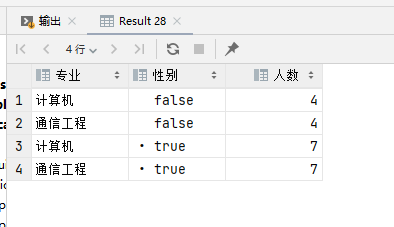 输出 Result 28
4 行
专业 性别 人数
1 计算机 false 4
2 通信工程 false 4
3 计算机 · true 7
4 通信工程 · true 7